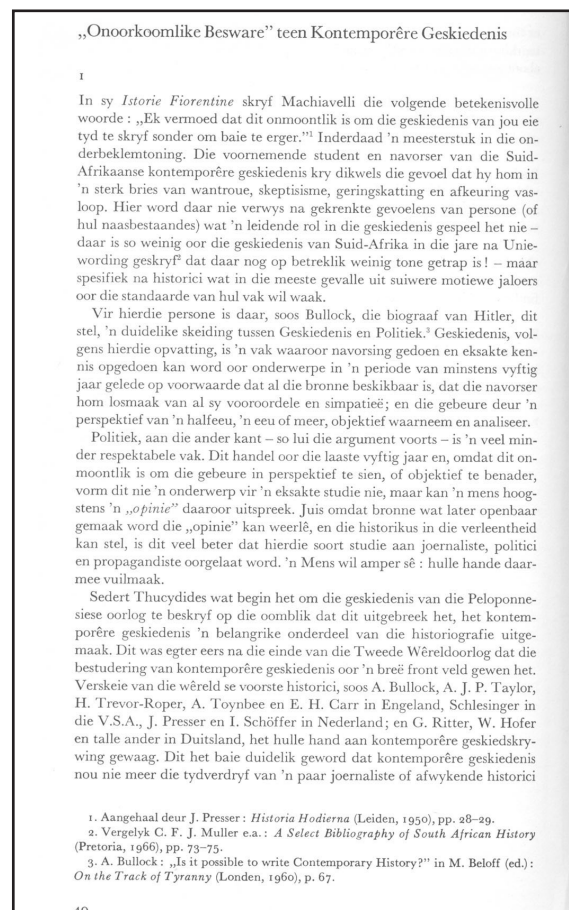 „Onoorkoomlike Besware” teen Kontemporêre Geskiedenis
I
In sy Istorie Fiorentine skryf Machiavelli die volgende betekenisvolle
woorde : „Ek vermoed dat dit onmoontlik is om die geskiedenis van jou eie
tyd te skryf sonder om baie te erger.”1 Inderdaad 'n meesterstuk in die on-
derbeklemtoning. Die voornemende student en navorser van die Suid-
Afrikaanse kontemporêre geskiedenis kry dikwels die gevoel dat hy hom in
'n sterk bries van wantroue, skeptisisme, geringskatting en afkeuring vas-
loop. Hier word daar nie verwys na gekrenkte gevoelens van persone (of
hul naasbestaandes) wat 'n leidende rol in die geskiedenis gespeel het nie –
daar is so weinig oor die geskiedenis van Suid-Afrika in die jare na Unie-
wording geskryf2 dat daar nog op betreklik weinig tone getrap is ! – maar
spesifiek na historici wat in die meeste gevalle uit suiwere motiewe jaloers
oor die standaarde van hul vak wil waak.
Vir hierdie persone is daar, soos Bullock, die biograaf van Hitler, dit
stel, 'n duidelike skeiding tussen Geskiedenis en Politiek.3 Geskiedenis, vol-
gens hierdie opvatting, is 'n vak waaroor navorsing gedoen en eksakte ken-
nis opgedoen kan word oor onderwerpe in 'n periode van minstens vyftig
jaar gelede op voorwaarde dat al die bronne beskikbaar is, dat die navorser
hom losmaak van al sy vooroordele en simpatieë; en die gebeure deur 'n
perspektief van 'n halfeeu, 'n eeu of meer, objektief waarneem en analiseer.
Politiek, aan die ander kant – so lui die argument voorts – is 'n veel min-
der respektabele vak. Dit handel oor die laaste vyftig jaar en, omdat dit on-
moontlik is om die gebeure in perspektief te sien, of objektief te benader,
vorm dit nie 'n onderwerp vir 'n eksakte studie nie, maar kan 'n mens hoog-
stens 'n „opinie” daaroor uitspreek. Juis omdat bronne wat later openbaar
gemaak word die „opinie” kan weerlê, en die historikus in die verleentheid
kan stel, is dit veel beter dat hierdie soort studie aan joernaliste, politici
en propagandiste oorgelaat word. 'n Mens wil amper sê : hulle hande daar-
mee vuilmaak.
Sedert Thucydides wat begin het om die geskiedenis van die Peloponne-
siese oorlog te beskryf op die oomblik dat dit uitgebreek het, het kontem-
porêre geskiedenis 'n belangrike onderdeel van die historiografie uitge-
maak. Dit was egter eers na die einde van die Tweede Wêreldoorlog dat die
bestudering van kontemporêre geskiedenis oor 'n breë front veld gewen het.
Verskeie van die wêreld se voorste historici, soos A. Bullock, A. J. P. Taylor,
H. Trevor-Roper, A. Toynbee en E. H. Carr in Engeland, Schlesinger in
die V.S.A., J. Presser en I. Schöffer in Nederland; en G. Ritter, W. Hofer
en talle ander in Duitsland, het hulle hand aan kontemporêre geskiedskry-
wing gewaag. Dit het baie duidelik geword dat kontemporêre geskiedenis
nou nie meer die tydverdryf van 'n paar joernaliste of afwykende historici
1. Aangehaal deur J. Presser : Historia Hodierna (Leiden, 1950), pp. 28–29.
2. Vergelyk C. F. J. Muller e.a. : A Select Bibliography of South African History
(Pretoria, 1966), pp. 73–75.
3. A. Bullock : „Is it possible to write Contemporary History?” in M. Beloff (ed.) :
On the Track of Tyranny (Londen, 1960), p. 67.